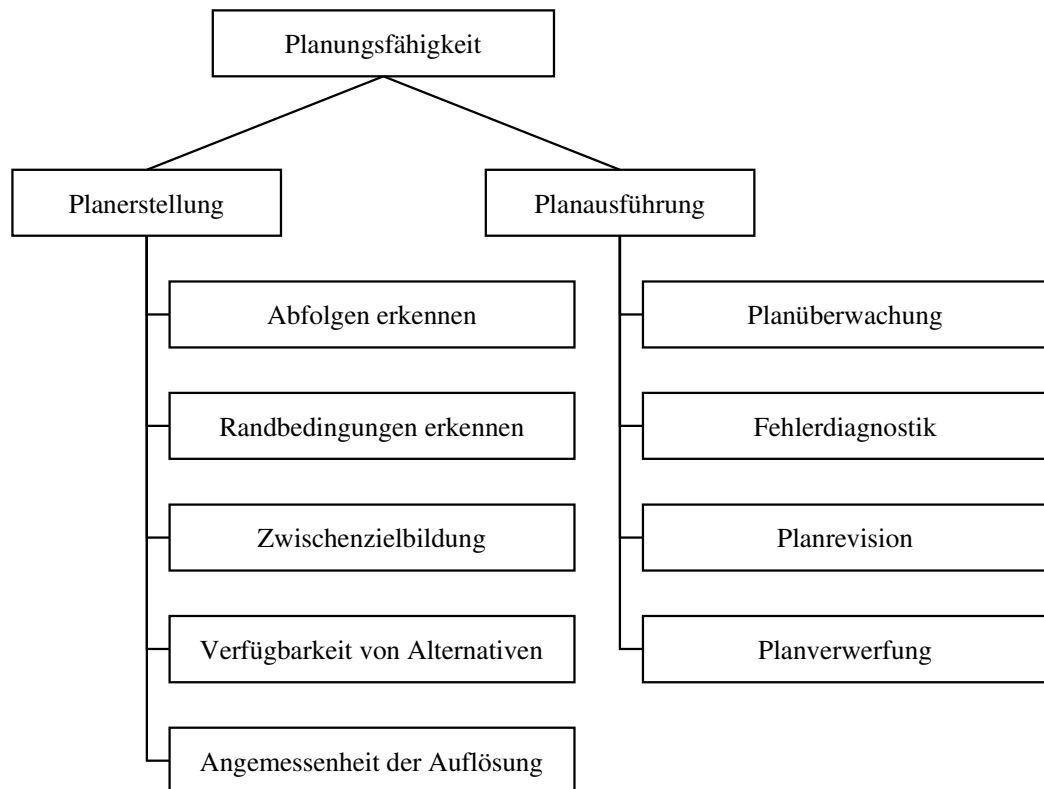 Planungsfähigkeit
Planerstellung
Abfolgen erkennen
Randbedingungen erkennen
Zwischenzielbildung
Verfügbarkeit von Alternativen
Angemessenheit der Auflösung
Planausführung
Planüberwachung
Fehlerdiagnostik
Planrevision
Planverwerfung